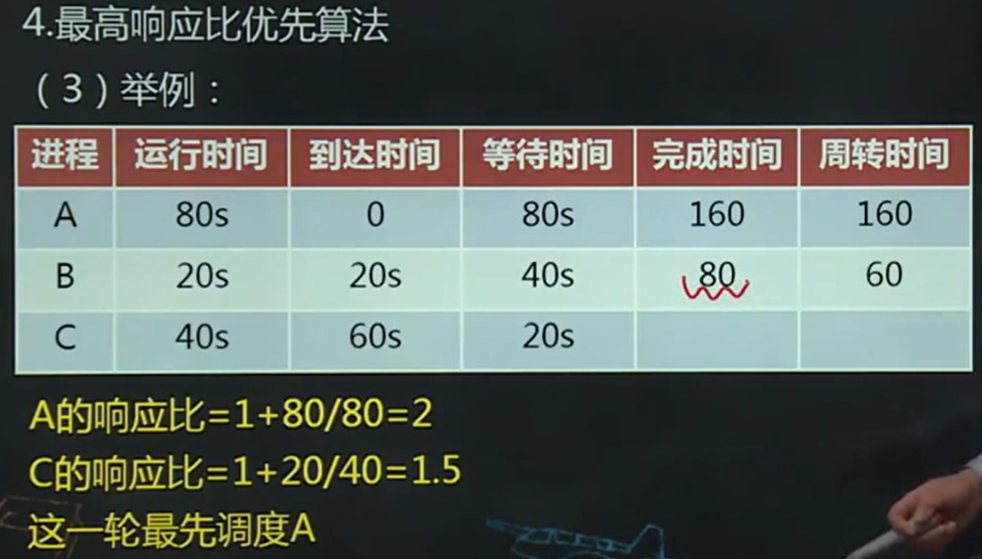 4.最高响应比优先算法
（3）举例：
进程 运行时间 到达时间 等待时间 完成时间 周转时间
A 80s 0 80s 160 160
B 20s 20s 40s 80 60
C 40s 60s 20s
A的响应比=1+80/80=2
C的响应比=1+20/40=1.5
这一轮最先调度A